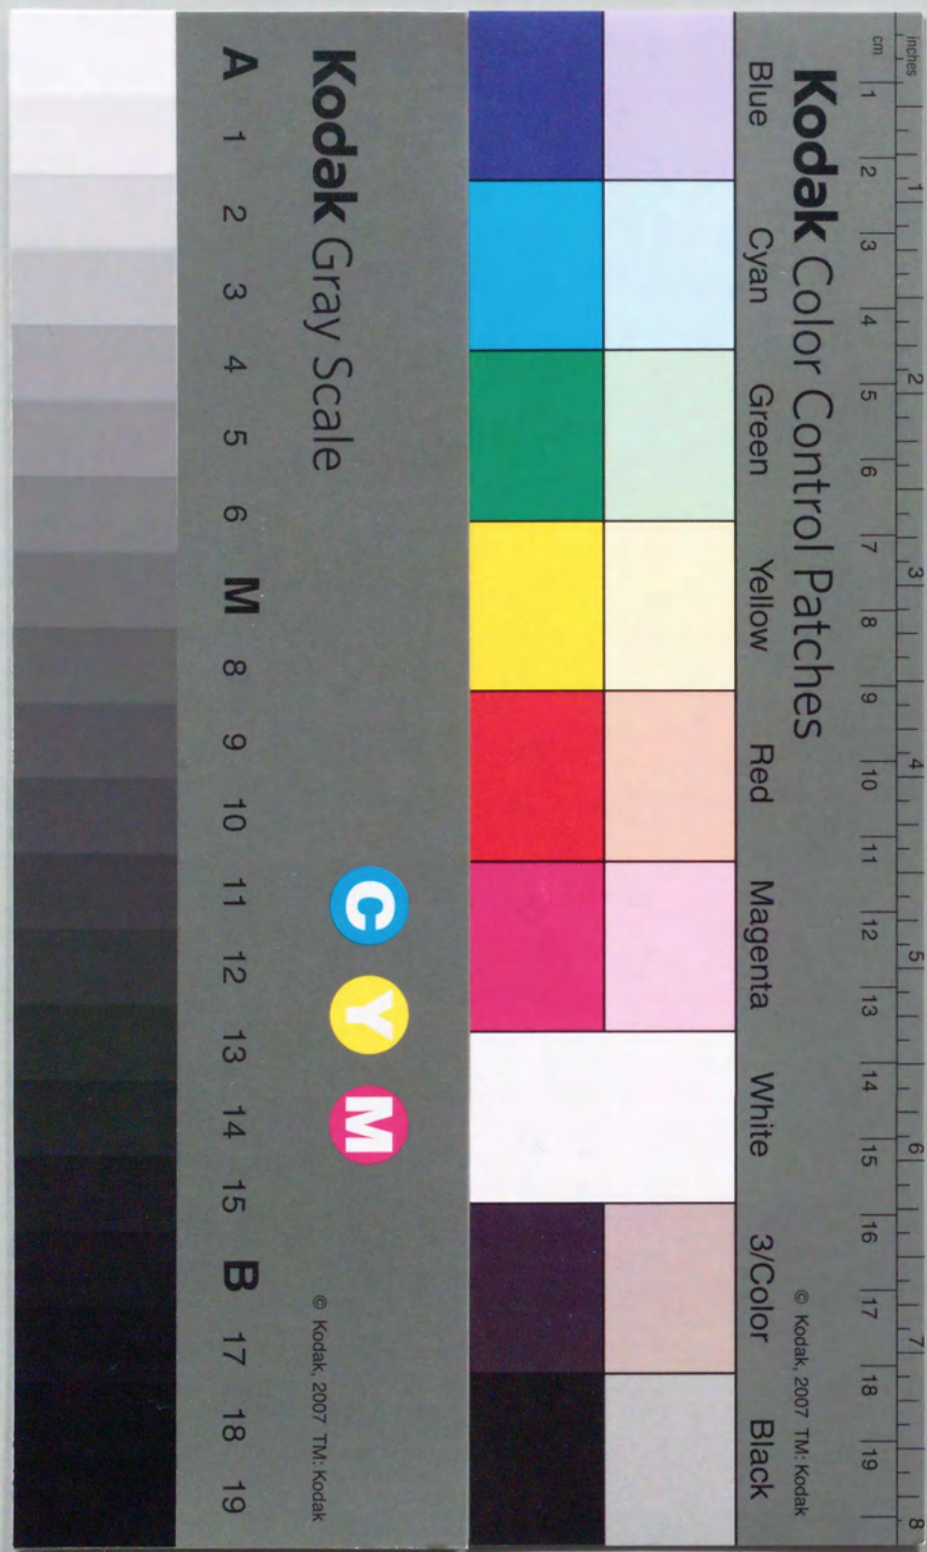 inches 1 2 3 4 5 6 7 8
cm 1 2 3 4 5 6 7 8 9 10 11 12 13 14 15 16 17 18 19
Kodak Color Control Patches
© Kodak, 2007 TM: Kodak
Blue Cyan Green Yellow Red Magenta White 3/Color Black
Kodak Gray Scale
C Y M
© Kodak, 2007 TM: Kodak
A 1 2 3 4 5 6 M 8 9 10 11 12 13 14 15 B 17 18 19